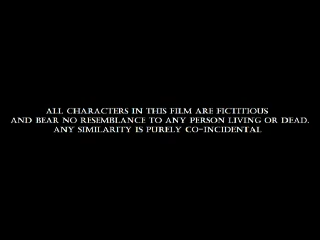 ALL CHARACTERS IN THIS FILM ARE FICTITIOUS
AND BEAR NO RESEMBLANCE TO ANY PERSON LIVING OR DEAD.
ANY SIMILARITY IS PURELY CO-INCIDENTAL